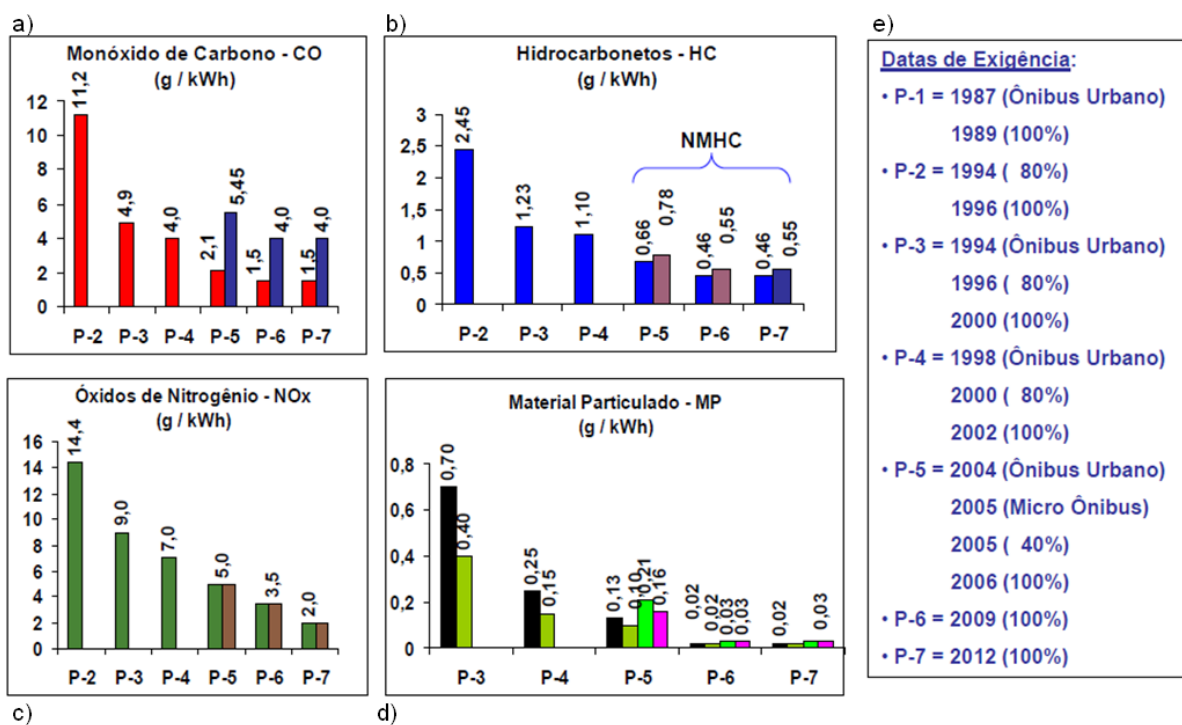 a)
Monóxido de Carbono - CO
(g / kWh)
12
10
8
6
4
2
0
11,2
4,9
4,0
2,1
5,45
1,5
4,0
1,5
4,0
P-2 P-3 P-4 P-5 P-6 P-7
b)
Hidrocarbonetos - HC
(g / kWh)
3
2,5
2
1,5
1
0,5
0
NMHC
2,45
1,23
1,10
0,66
0,78
0,46
0,55
0,46
0,55
P-2 P-3 P-4 P-5 P-6 P-7
Óxidos de Nitrogênio - NOx
(g / kWh)
16
14
12
10
8
6
4
2
0
14,4
9,0
7,0
5,0
3,5
2,0
P-2 P-3 P-4 P-5 P-6 P-7
c)
Material Particulado - MP
(g / kWh)
0,8
0,6
0,4
0,2
0
0,70
0,40
0,25
0,15
0,13
0,10
0,21
0,16
0,02
0,02
0,03
0,03
0,02
0,03
P-3 P-4 P-5 P-6 P-7
d)
e)
Datas de Exigência:
• P-1 = 1987 (Ônibus Urbano)
1989 (100%)
• P-2 = 1994 ( 80%)
1996 (100%)
• P-3 = 1994 (Ônibus Urbano)
1996 ( 80%)
2000 (100%)
• P-4 = 1998 (Ônibus Urbano)
2000 ( 80%)
2002 (100%)
• P-5 = 2004 (Ônibus Urbano)
2005 (Micro Ônibus)
2005 ( 40%)
2006 (100%)
• P-6 = 2009 (100%)
• P-7 = 2012 (100%)